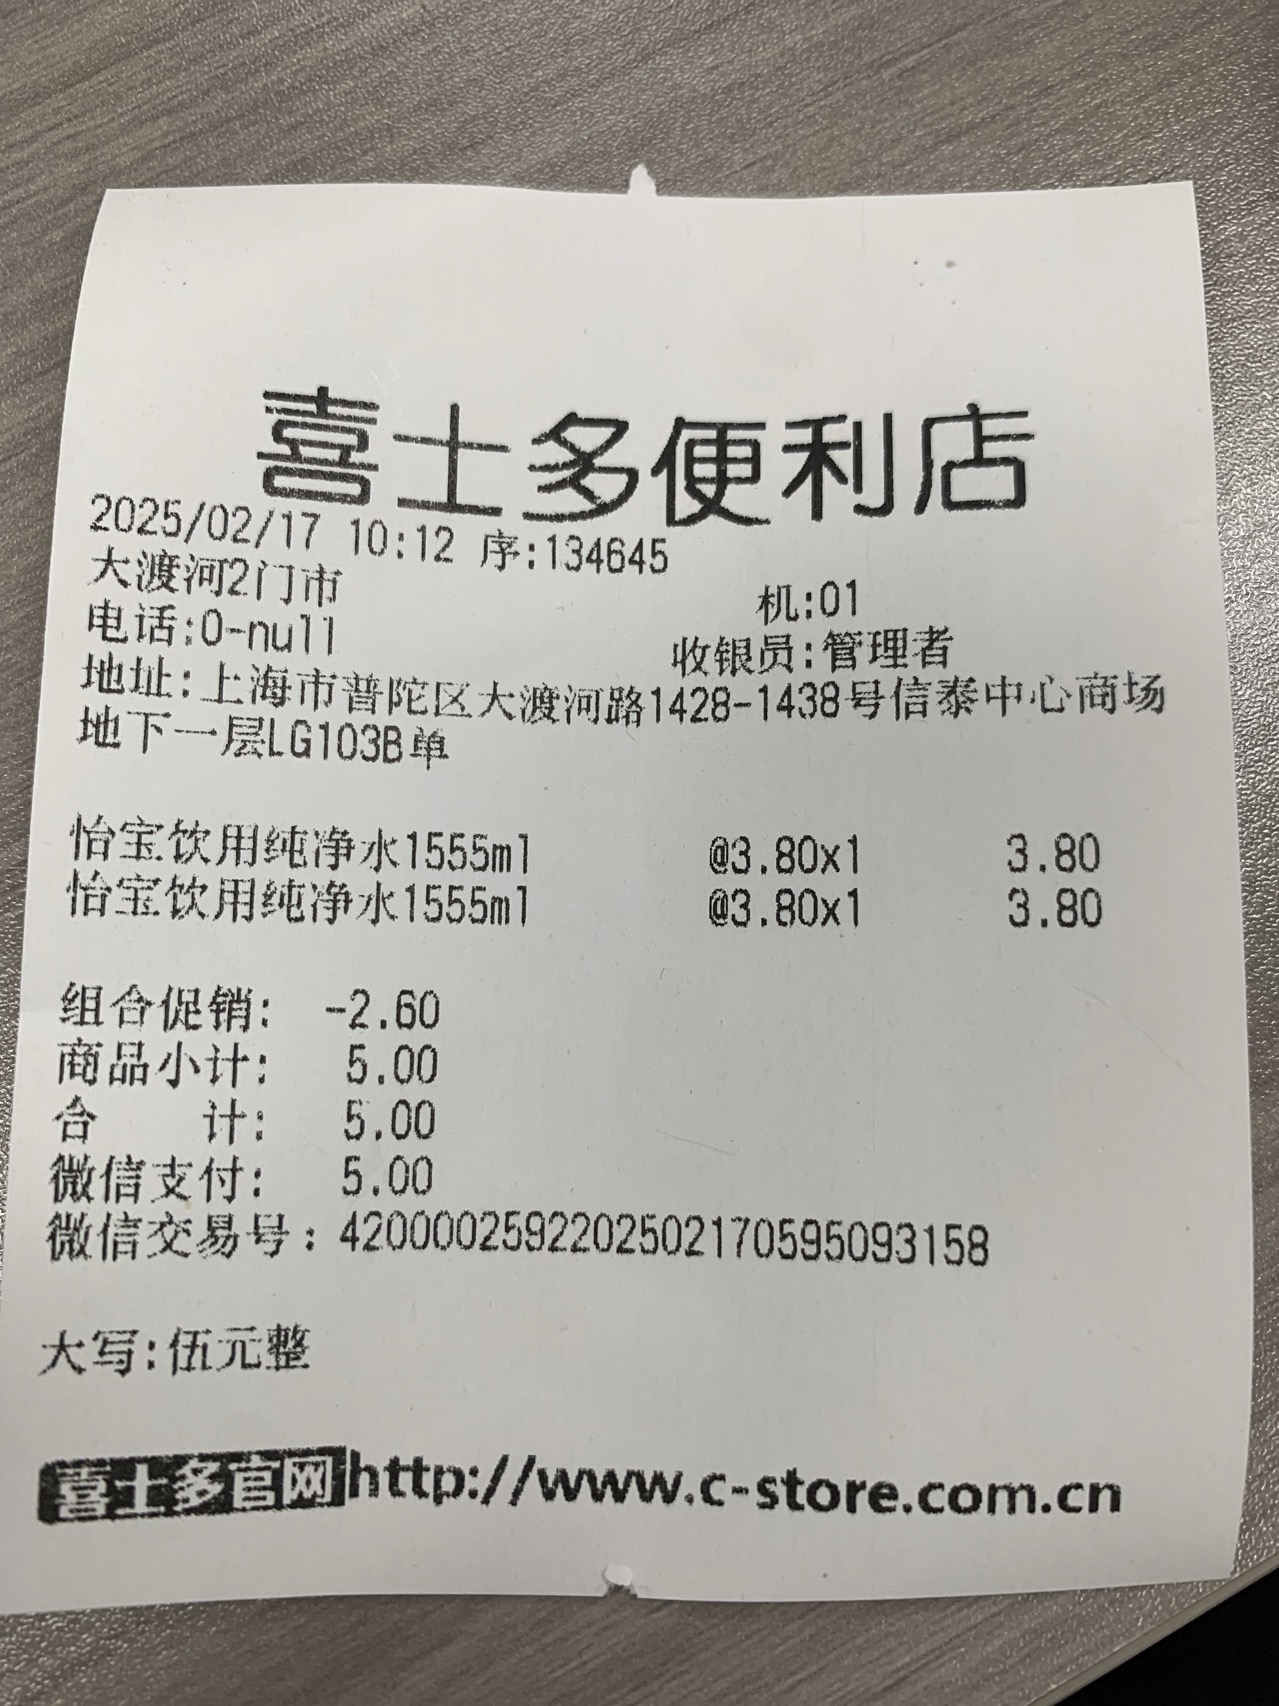 喜士多便利店
2025/02/17 10:12 序:134645
大渡河2门市 机:01
电话:0-null 收银员:管理者
地址:上海市普陀区大渡河路1428-1438号信泰中心商场
地下一层LG103B单
怡宝饮用纯净水1555ml @3.80x1 3.80
怡宝饮用纯净水1555ml @3.80x1 3.80
组合促销: -2.60
商品小计: 5.00
合 计: 5.00
微信支付: 5.00
微信交易号：4200002592202502170595093158
大写:伍元整
喜士多官网http://www.c-store.com.cn